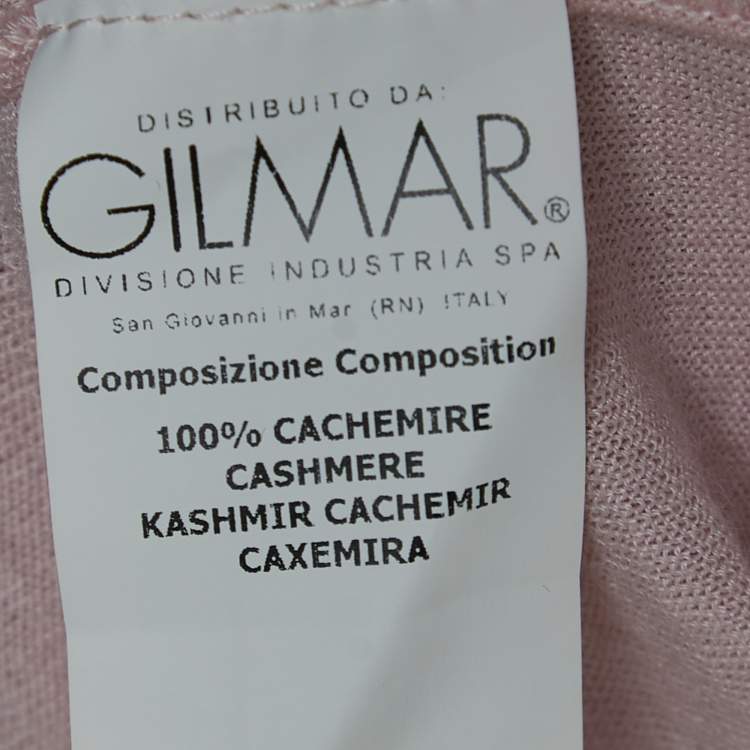 DISTRIBUITO DA:
GILMAR®
DIVISIONE INDUSTRIA SPA
San Giovanni in Mar (RN) ITALY
Composizione Composition
100% CACHEMIRE
CASHMERE
KASHMIR CACHEMIR
CAXEMIRA